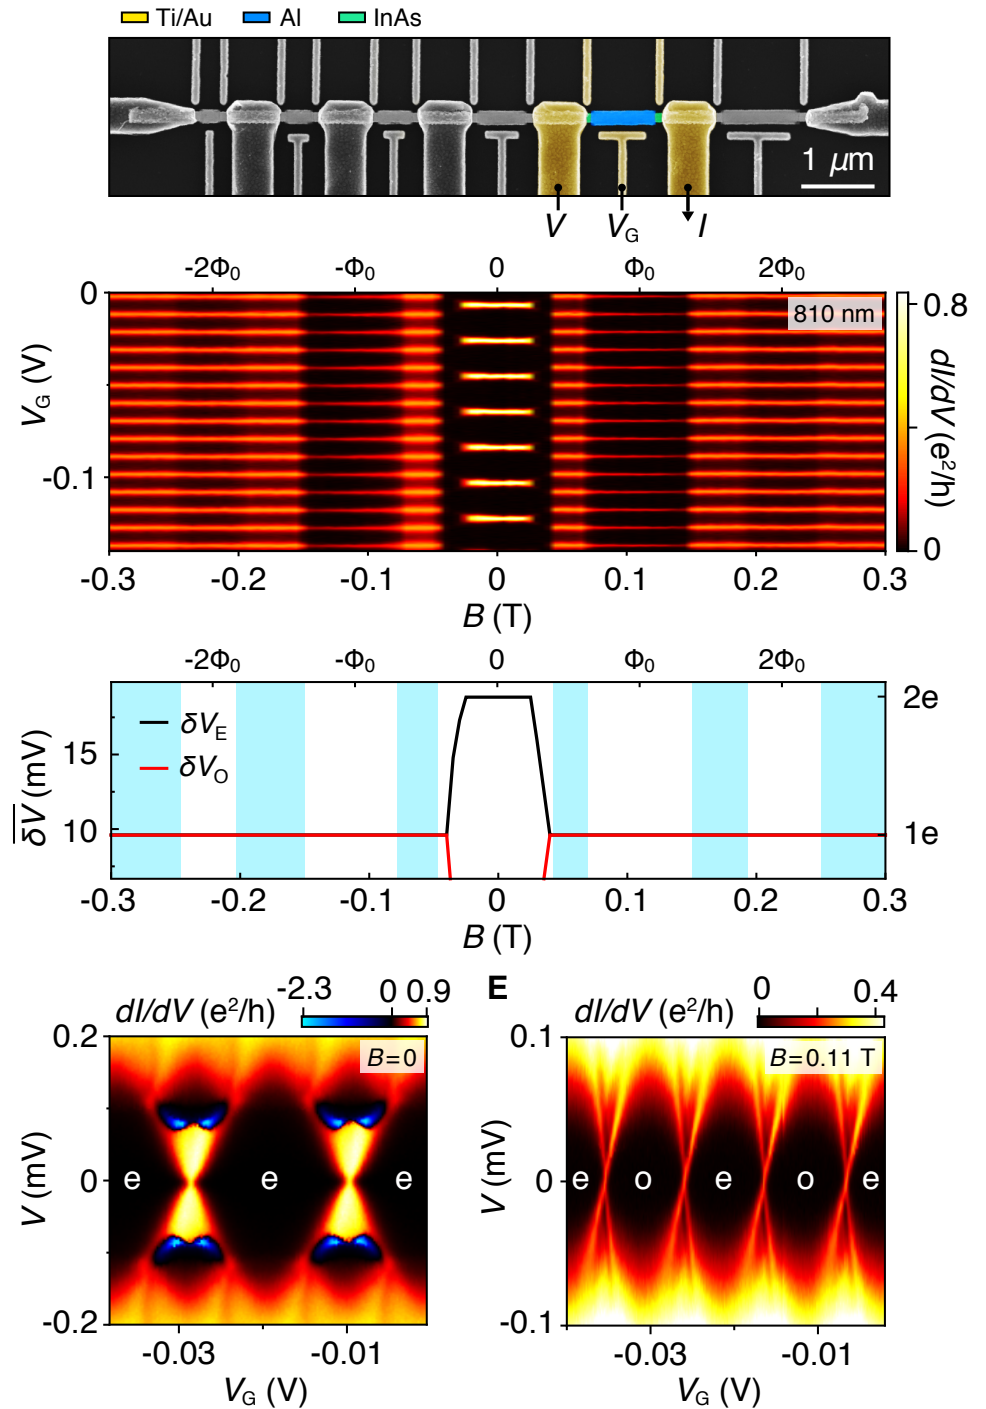 Ti/Au Al InAs
1 μm
V V_G I
-2Φ₀ -Φ₀ 0 Φ₀ 2Φ₀
0
810 nm
0.8
V_G (V)
dI/dV (e²/h)
-0.1
0
-0.3 -0.2 -0.1 0 0.1 0.2 0.3
B (T)
-2Φ₀ -Φ₀ 0 Φ₀ 2Φ₀
2e
δV_E
15
δV_O
δV (mV)
10
1e
-0.3 -0.2 -0.1 0 0.1 0.2 0.3
B (T)
dI/dV (e²/h) -2.3 0 0.9
E
dI/dV (e²/h) 0 0.4
0.2
B=0
V (mV)
0
e e e
-0.2
-0.03 -0.01
V_G (V)
0.1
B=0.11 T
V (mV)
0
e o e o e
-0.1
-0.03 -0.01
V_G (V)